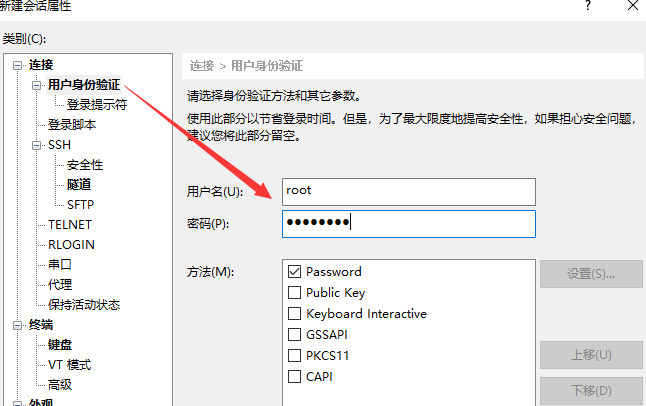 新建会话属性
?
类别(C):
连接
用户身份验证
登录提示符
登录脚本
SSH
安全性
隧道
SFTP
TELNET
RLOGIN
串口
代理
保持活动状态
终端
键盘
VT 模式
高级
外观
连接 > 用户身份验证
请选择身份验证方法和其它参数。
使用此部分以节省登录时间。但是，为了最大限度地提高安全性，如果担心安全问题，
建议您将此部分留空。
用户名(U):
root
密码(P):
●●●●●●●●
方法(M):
Password
Public Key
Keyboard Interactive
GSSAPI
PKCS11
CAPI
设置(S)...
上移(U)
下移(D)